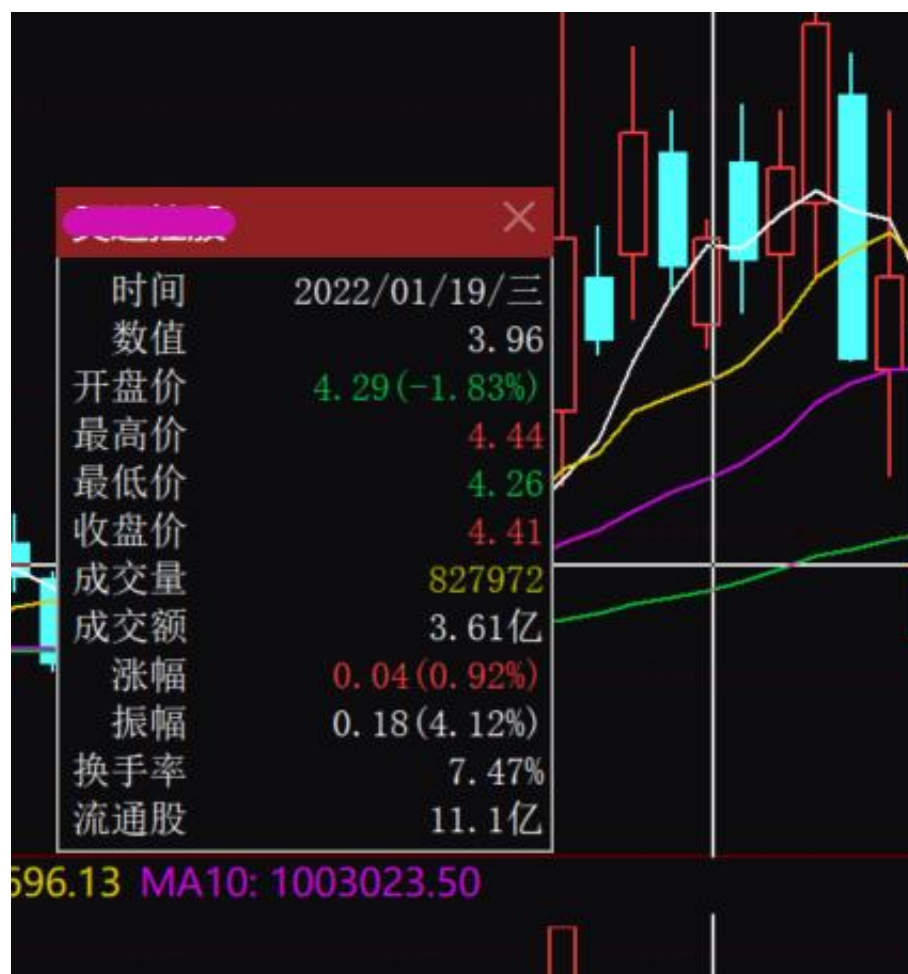 时间 2022/01/19/三
数值 3.96
开盘价 4.29(-1.83%)
最高价 4.44
最低价 4.26
收盘价 4.41
成交量 827972
成交额 3.61亿
涨幅 0.04(0.92%)
振幅 0.18(4.12%)
换手率 7.47%
流通股 11.1亿
696.13 MA10: 1003023.50